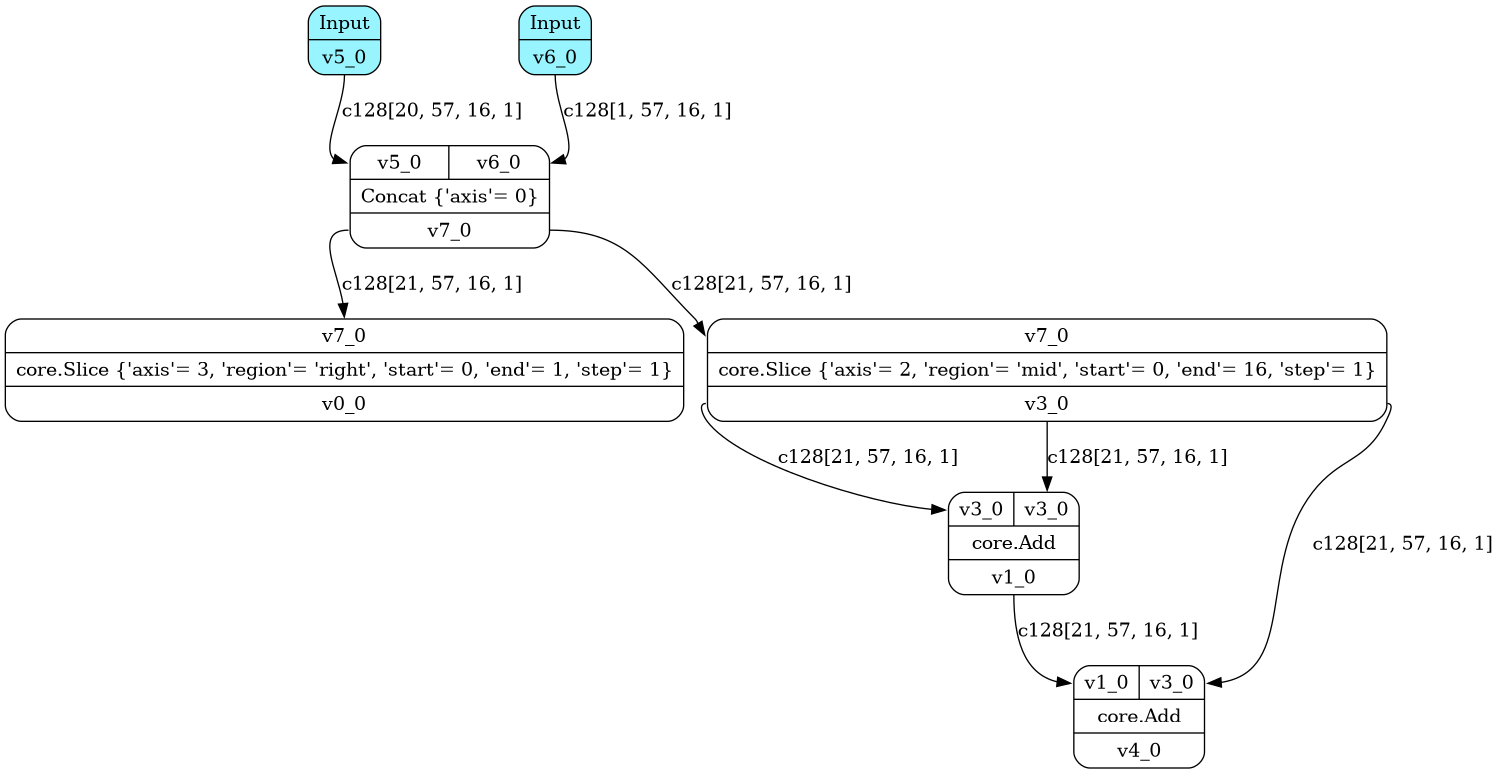 Input
v5_0
Input
v6_0
c128[20, 57, 16, 1]
c128[1, 57, 16, 1]
v5_0
v6_0
Concat {'axis'= 0}
v7_0
c128[21, 57, 16, 1]
c128[21, 57, 16, 1]
v7_0
core.Slice {'axis'= 3, 'region'= 'right', 'start'= 0, 'end'= 1, 'step'= 1}
v0_0
v7_0
core.Slice {'axis'= 2, 'region'= 'mid', 'start'= 0, 'end'= 16, 'step'= 1}
v3_0
c128[21, 57, 16, 1]
c128[21, 57, 16, 1]
v3_0
v3_0
core.Add
v1_0
c128[21, 57, 16, 1]
c128[21, 57, 16, 1]
v1_0
v3_0
core.Add
v4_0